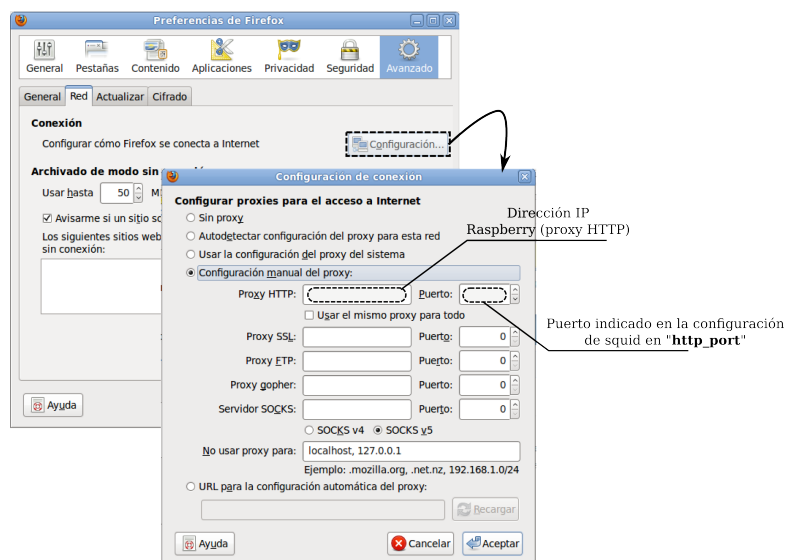 Preferencias de Firefox
General Pestañas Contenido Aplicaciones Privacidad Seguridad Avanzado
General Red Actualizar Cifrado
Conexión
Configurar cómo Firefox se conecta a Internet
Configuración...
Archivado de modo sin
Usar hasta 50
Avisarme si un sitio
Los siguientes sitios web
sin conexión:
Ayuda
Configuracion de conexion
Configurar proxies para el acceso a Internet
Sin proxy
Autodetectar configuración del proxy para esta red
Usar la configuración del proxy del sistema
Configuración manual del proxy:
Proxy HTTP: Puerto:
Usar el mismo proxy para todo
Proxy SSL: Puerto: 0
Proxy FTP: Puerto: 0
Proxy gopher: Puerto: 0
Servidor SOCKS: Puerto: 0
SOCKS v4 SOCKS v5
No usar proxy para: localhost, 127.0.0.1
Ejemplo: .mozilla.org, .net.nz, 192.168.1.0/24
URL para la configuración automática del proxy:
Recargar
Ayuda Cancelar Aceptar
Dirección IP
Raspberry (proxy HTTP)
Puerto indicado en la configuración
de squid en "http_port"